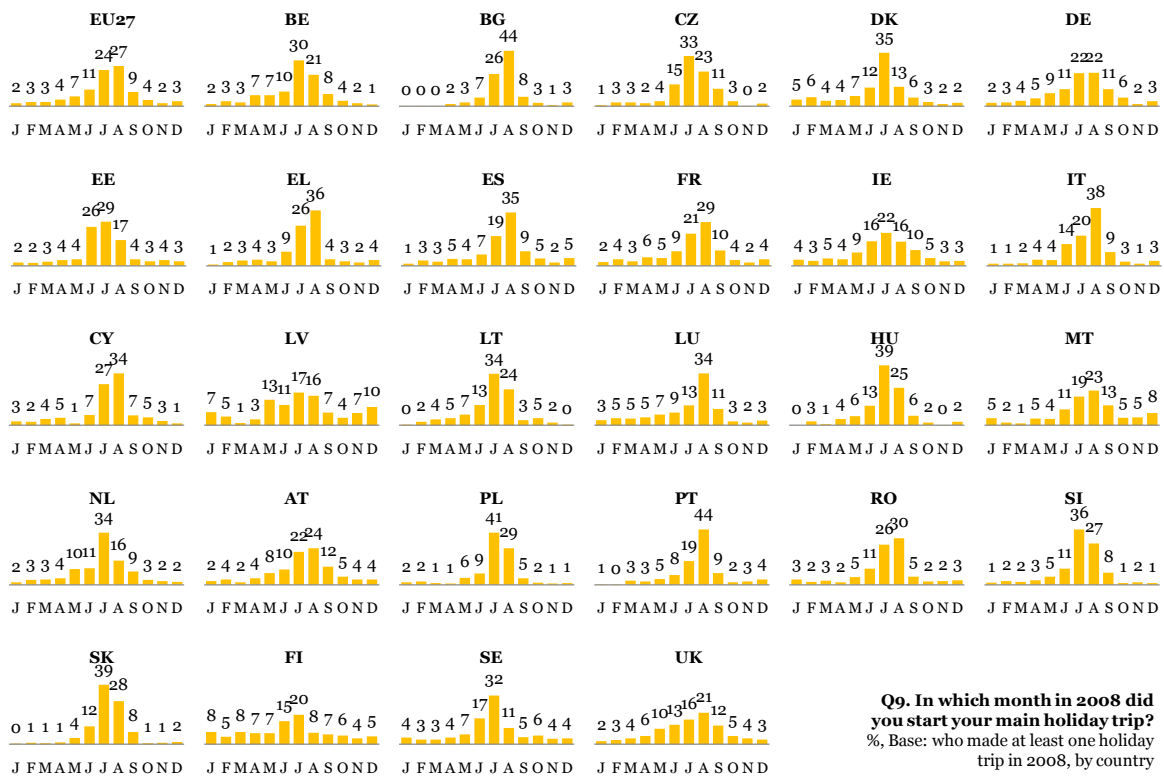 EU27
2 3 3 4 7 11 24 27 9 4 2 3
J F M A M J J A S O N D
BE
2 3 3 7 7 10 30 21 8 4 2 1
J F M A M J J A S O N D
BG
0 0 0 2 3 7 26 44 8 3 1 3
J F M A M J J A S O N D
CZ
1 3 3 2 4 15 33 23 11 3 0 2
J F M A M J J A S O N D
DK
5 6 4 4 7 12 35 13 6 3 2 2
J F M A M J J A S O N D
DE
2 3 4 5 9 11 22 22 11 6 2 3
J F M A M J J A S O N D
EE
2 2 3 4 4 26 29 17 4 3 4 3
J F M A M J J A S O N D
EL
1 2 3 4 3 9 26 36 4 3 2 4
J F M A M J J A S O N D
ES
1 3 3 5 4 7 19 35 9 5 2 5
J F M A M J J A S O N D
FR
2 4 3 6 5 9 21 29 10 4 2 4
J F M A M J J A S O N D
IE
4 3 5 4 9 16 22 16 10 5 3 3
J F M A M J J A S O N D
IT
1 1 2 4 4 14 20 38 9 3 1 3
J F M A M J J A S O N D
CY
3 2 4 5 1 7 27 34 7 5 3 1
J F M A M J J A S O N D
LV
7 5 1 3 13 11 17 16 7 4 7 10
J F M A M J J A S O N D
LT
0 2 4 5 7 13 34 24 3 5 2 0
J F M A M J J A S O N D
LU
3 5 5 5 7 9 13 34 11 3 2 3
J F M A M J J A S O N D
HU
0 3 1 4 6 13 39 25 6 2 0 2
J F M A M J J A S O N D
MT
5 2 1 5 4 11 19 23 13 5 5 8
J F M A M J J A S O N D
NL
2 3 3 4 10 11 34 16 9 3 2 2
J F M A M J J A S O N D
AT
2 4 2 4 8 10 22 24 12 5 4 4
J F M A M J J A S O N D
PL
2 2 1 1 6 9 41 29 5 2 1 1
J F M A M J J A S O N D
PT
1 0 3 3 5 8 19 44 9 2 3 4
J F M A M J J A S O N D
RO
3 2 3 2 5 11 26 30 5 2 2 3
J F M A M J J A S O N D
SI
1 2 2 3 5 11 36 27 8 1 2 1
J F M A M J J A S O N D
SK
0 1 1 1 4 12 39 28 8 1 1 2
J F M A M J J A S O N D
FI
8 5 8 7 7 15 20 8 7 6 4 5
J F M A M J J A S O N D
SE
4 3 3 4 7 17 32 11 5 6 4 4
J F M A M J J A S O N D
UK
2 3 4 6 10 13 16 21 12 5 4 3
J F M A M J J A S O N D
Q9. In which month in 2008 did
you start your main holiday trip?
%, Base: who made at least one holiday
trip in 2008, by country